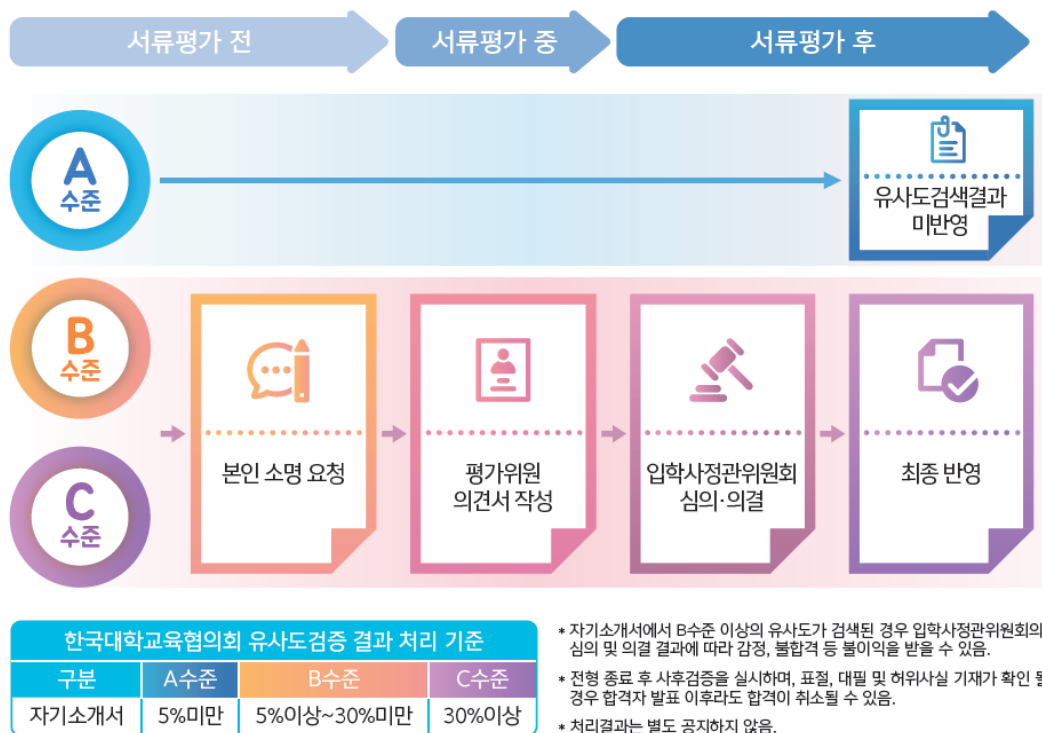 서류평가 전
서류평가 중
서류평가 후
A
수준
유사도검색결과
미반영
B
수준
C
수준
본인 소명 요청
평가위원
의견서 작성
입학사정관위원회
심의·의결
최종 반영
한국대학교육협의회 유사도검증 결과 처리 기준
구분 A수준 B수준 C수준
자기소개서 5%미만 5%이상~30%미만 30%이상
* 자기소개서에서 B수준 이상의 유사도가 검색된 경우 입학사정관위원회의
심의 및 의결 결과에 따라 감정, 불합격 등 불이익을 받을 수 있음.
* 전형 종료 후 사후검증을 실시하며, 표절, 대필 및 허위사실 기재가 확인
경우 합격자 발표 이후라도 합격이 취소될 수 있음.
* 처리결과는 별도 공지하지 않음.